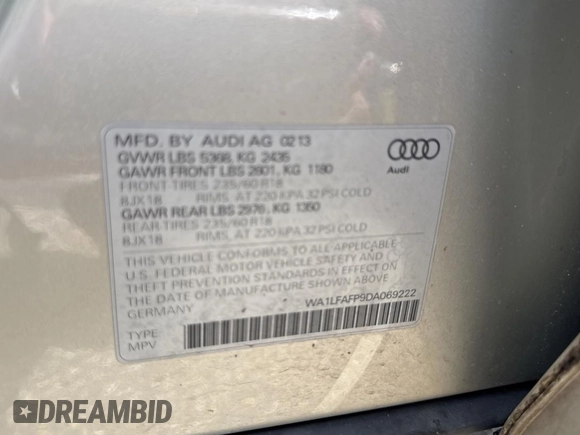 MFD. BY AUDI AG 02 13
GVWR LBS 5368, KG 2435
GAWR FRONT LBS 2601, KG 1180
FRONT TIRES 235/60 R18
8JX18 RIMS, AT 220 KPA 32 PSI COLD
GAWR REAR LBS 2976, KG 1350
REAR TIRES 235/60 R18
8JX18 RIMS, AT 220 KPA 32 PSI COLD
THIS VEHICLE CONFORMS TO ALL APPLICABLE
U.S. FEDERAL MOTOR VEHICLE SAFETY AND
THEFT PREVENTION STANDARDS IN EFFECT ON
THE DATE OF MANUFACTURE SHOWN ABOVE
GERMANY
WA1LFAFP9DA069222
TYPE
MPV
Audi
DREAMBID